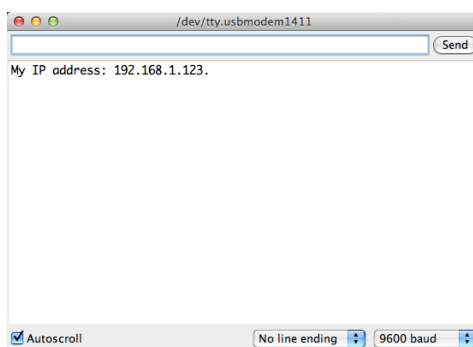 /dev/tty.usbmodem1411
Send
My IP address: 192.168.1.123.
Autoscroll
No line ending
9600 baud